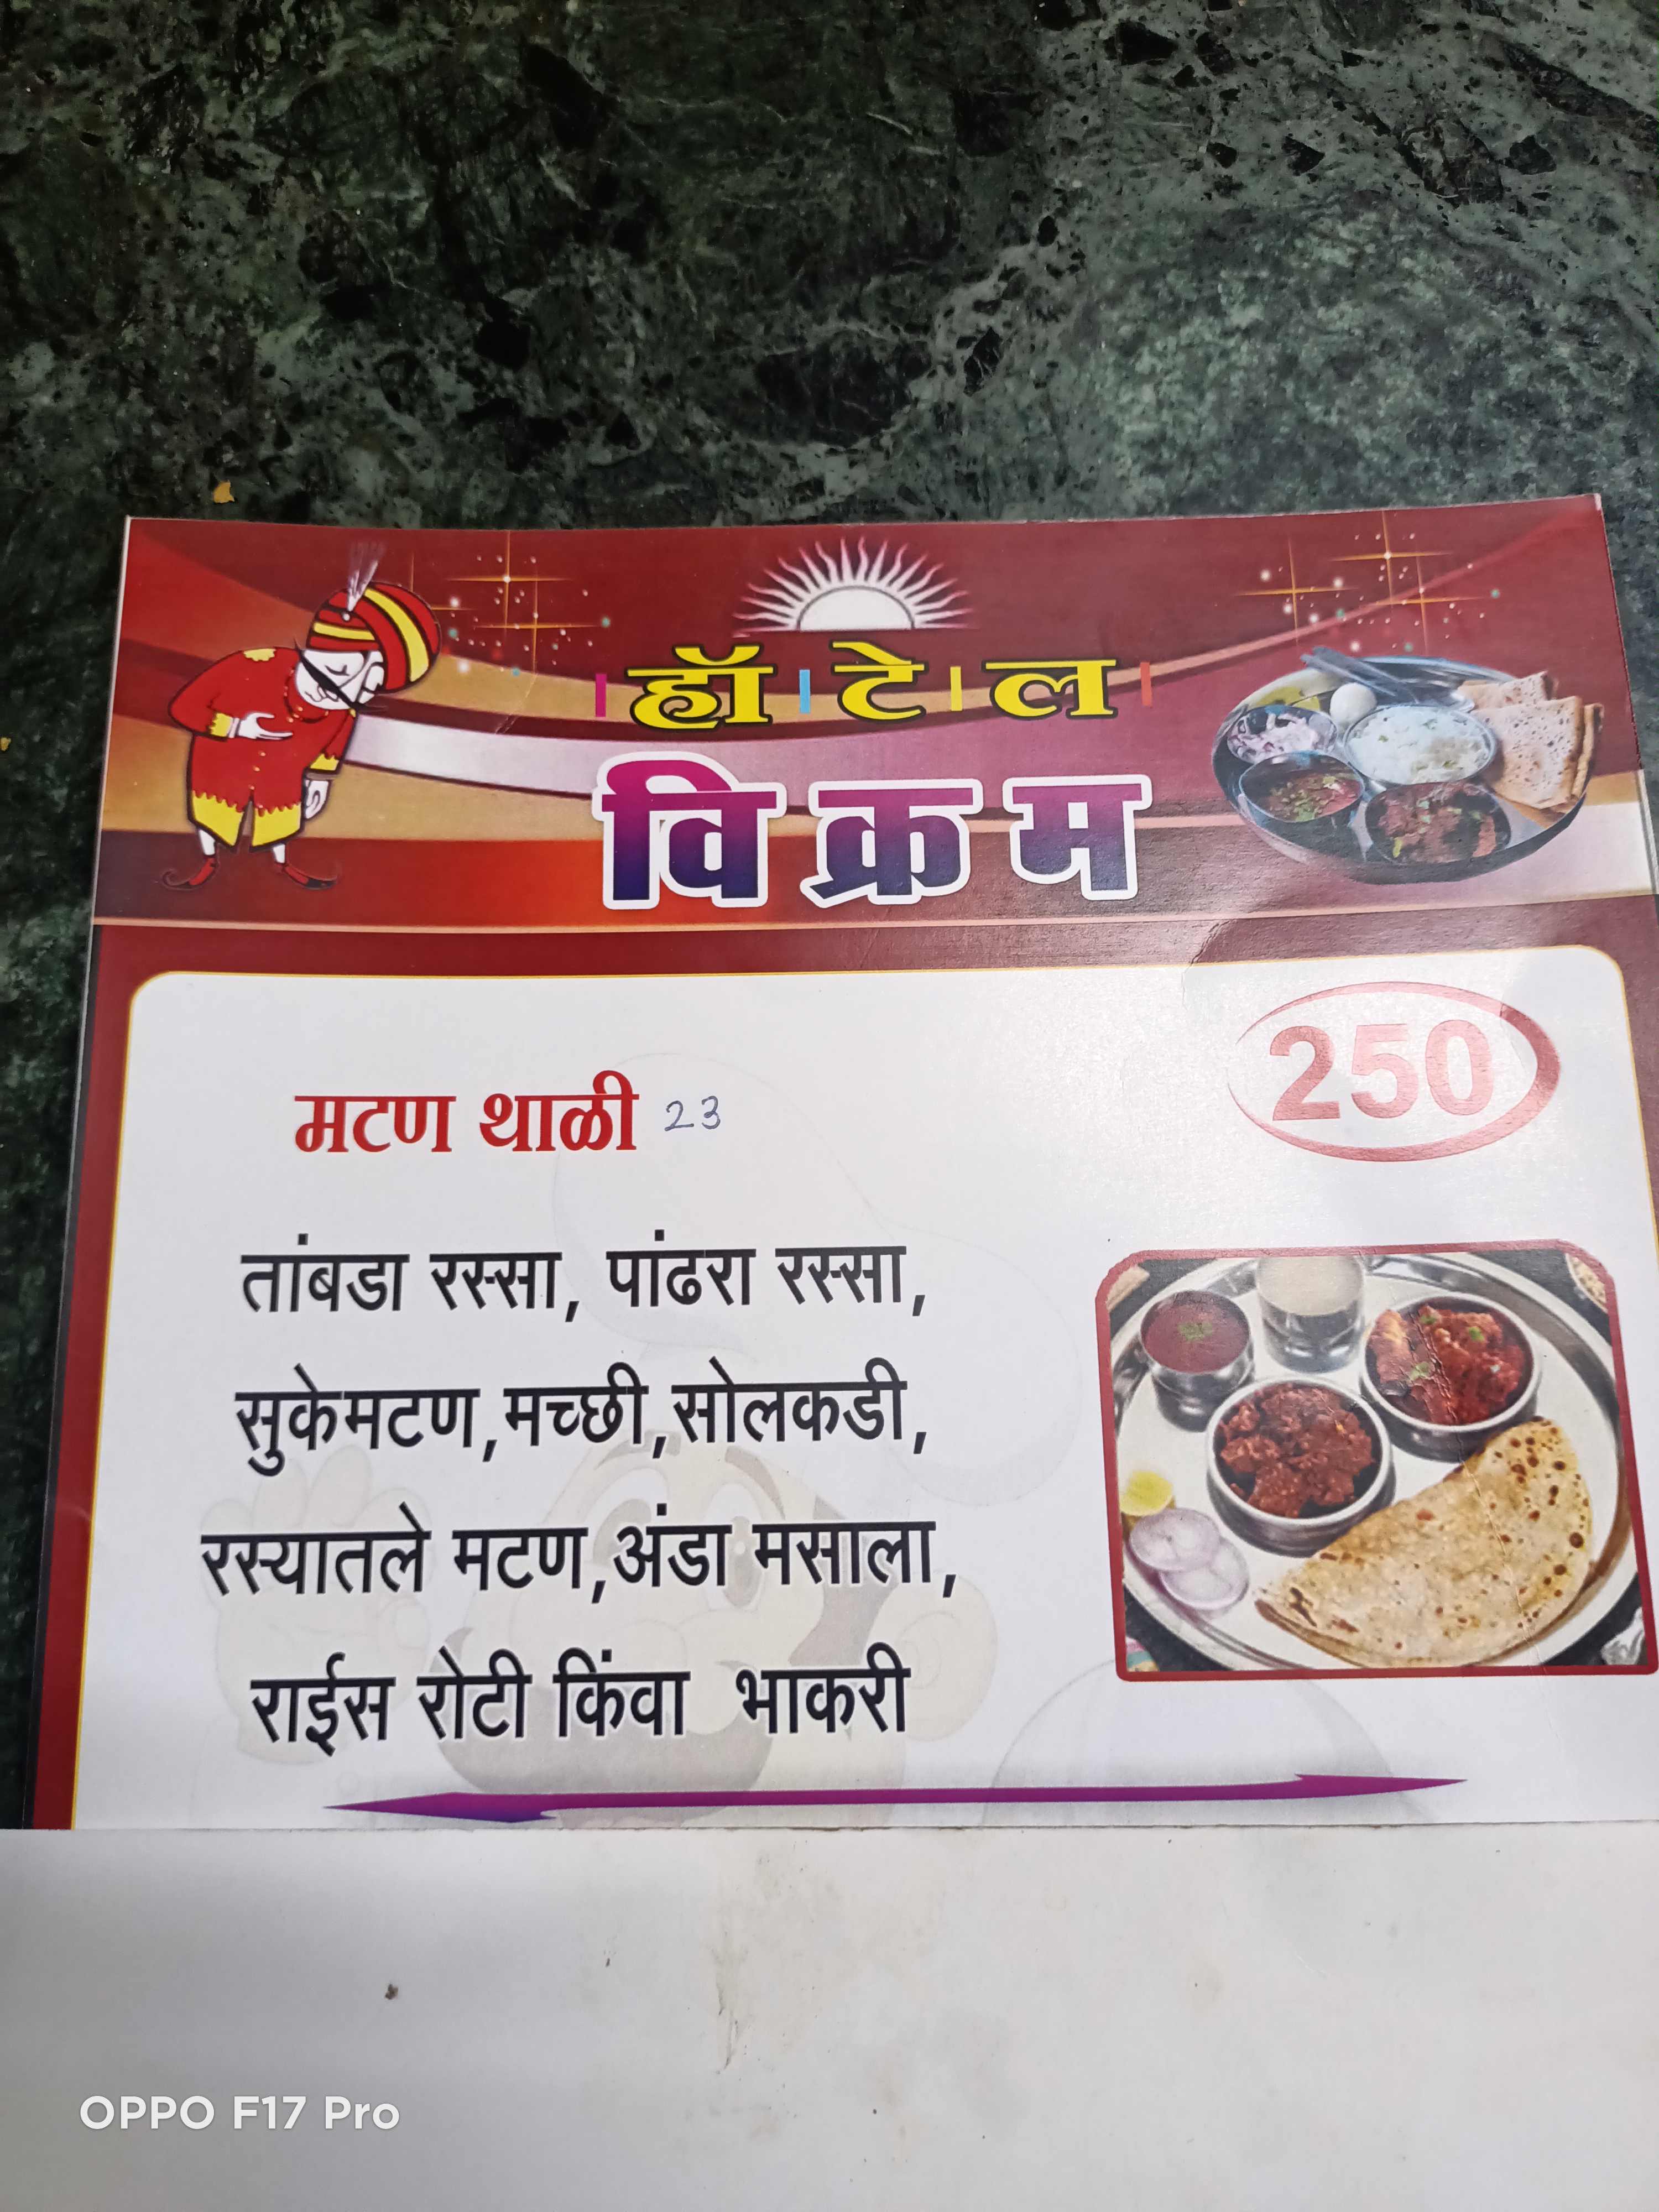 हॉटेल
विक्रम
250
मटण थाळी 23
तांबडा रस्सा, पांढरा रस्सा,
सुकेमटण,मच्छी,सोलकडी,
रस्यातले मटण,अंडा मसाला,
राईस रोटी किंवा भाकरी
OPPO F17 Pro